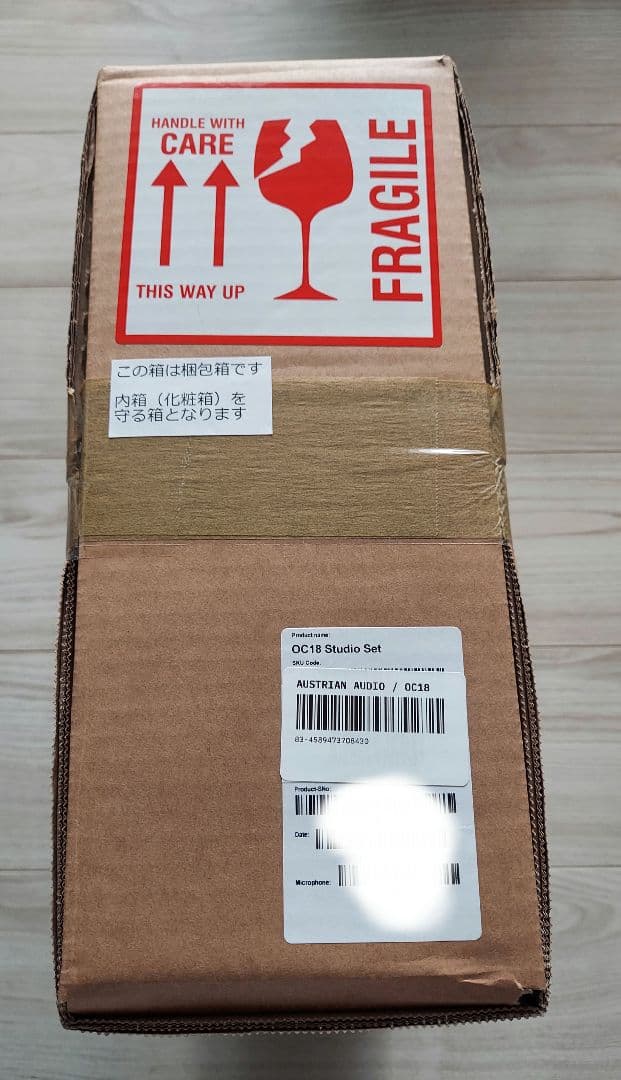 HANDLE WITH
CARE
THIS WAY UP
FRAGILE
この箱は梱包箱です
内箱（化粧箱）を
守る箱となります
Product name:
OC18 Studio Set
SKU Code:
AUSTRIAN AUDIO / OC18
83-4589473708430
Product-SNo:
Date:
Microphone: